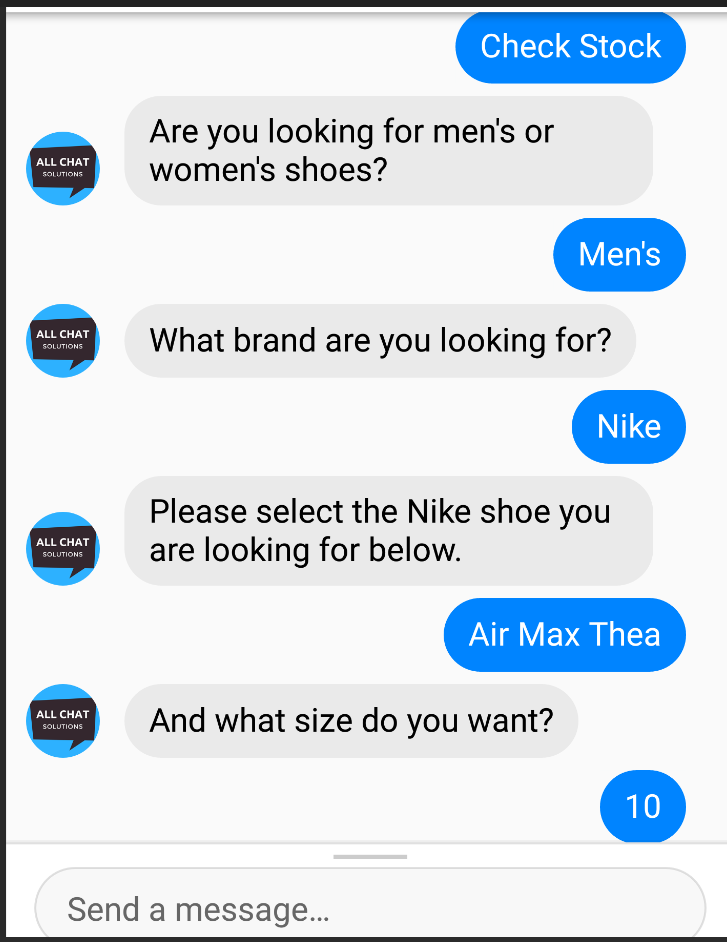 Check Stock
Are you looking for men's or
women's shoes?
ALL CHAT
SOLUTIONS
Men's
What brand are you looking for?
ALL CHAT
SOLUTIONS
Nike
Please select the Nike shoe you
are looking for below.
ALL CHAT
SOLUTIONS
Air Max Thea
And what size do you want?
ALL CHAT
SOLUTIONS
10
Send a message...